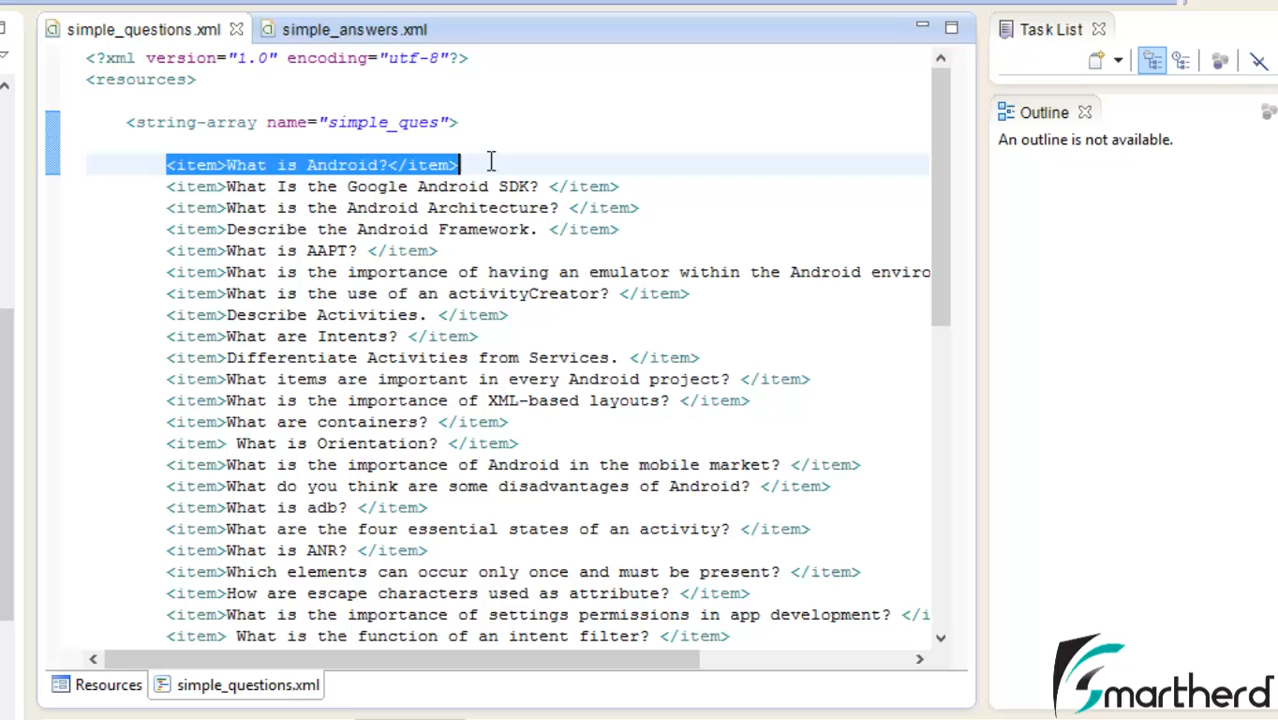 simple_questions.xml
simple_answers.xml
Task List
<?xml version="1.0" encoding="utf-8"?>
<resources>
<string-array name="simple_ques">
<item>What is Android?</item>
<item>What Is the Google Android SDK? </item>
<item>What is the Android Architecture? </item>
<item>Describe the Android Framework. </item>
<item>What is AAPT? </item>
<item>What is the importance of having an emulator within the Android enviro
<item>What is the use of an activityCreator? </item>
<item>Describe Activities. </item>
<item>What are Intents? </item>
<item>Differentiate Activities from Services. </item>
<item>What items are important in every Android project? </item>
<item>What is the importance of XML-based layouts? </item>
<item>What are containers? </item>
<item> What is Orientation? </item>
<item>What is the importance of Android in the mobile market? </item>
<item>What do you think are some disadvantages of Android? </item>
<item>What is adb? </item>
<item>What are the four essential states of an activity? </item>
<item>What is ANR? </item>
<item>Which elements can occur only once and must be present? </item>
<item>How are escape characters used as attribute? </item>
<item>What is the importance of settings permissions in app development? </i
<item> What is the function of an intent filter? </item>
Resources
simple_questions.xml
Outline
An outline is not available.
Smartherd